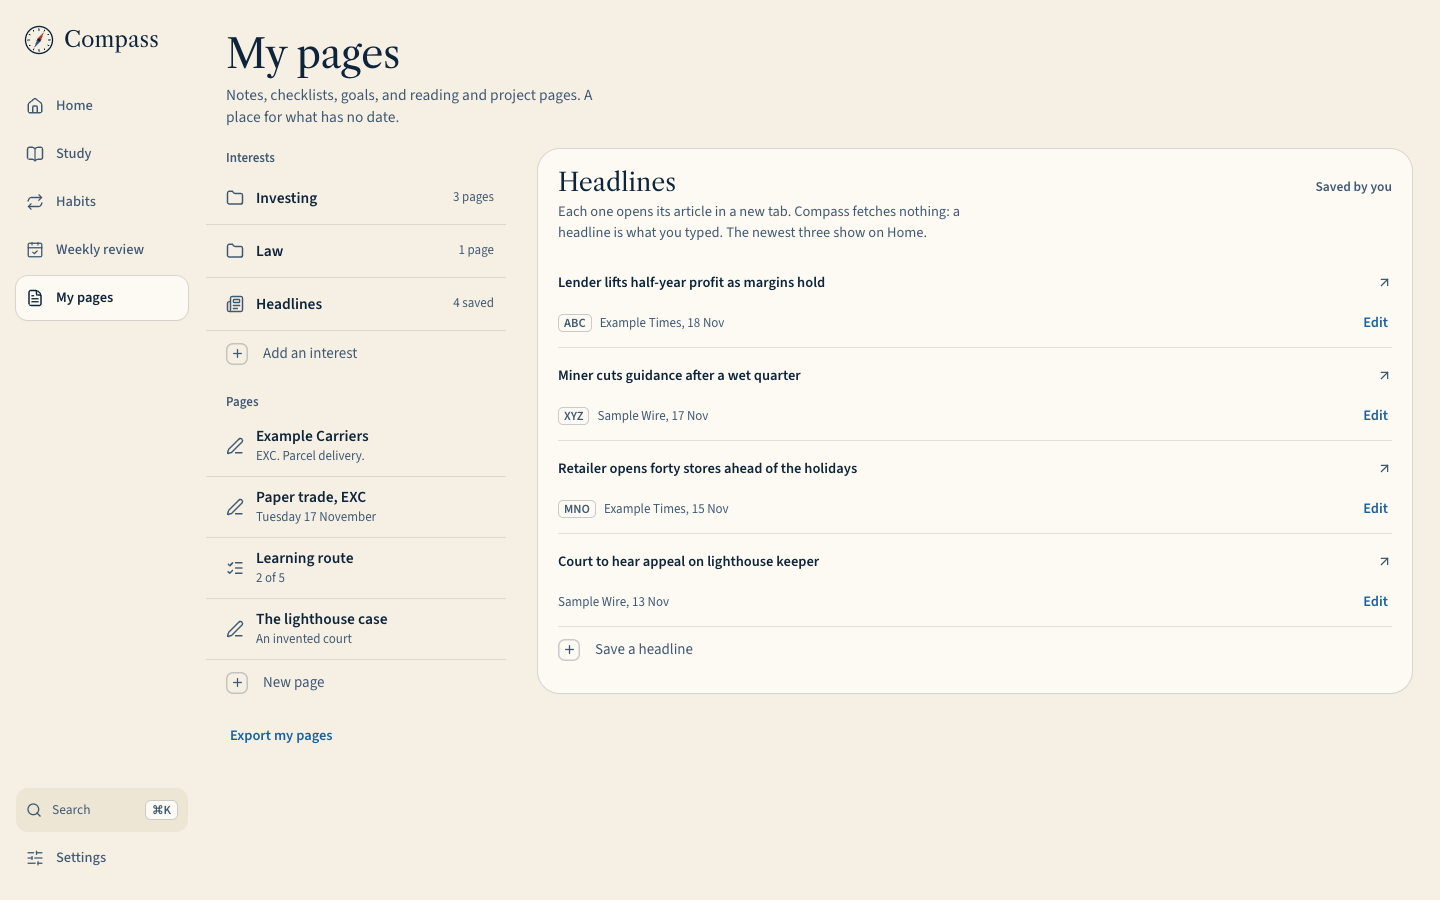 Compass
Home
Study
Habits
Weekly review
My pages
Search
⌘K
Settings
My pages
Notes, checklists, goals, and reading and project pages. A
place for what has no date.
Interests
Investing
3 pages
Law
1 page
Headlines
4 saved
Add an interest
Pages
Example Carriers
EXC. Parcel delivery.
Paper trade, EXC
Tuesday 17 November
Learning route
2 of 5
The lighthouse case
An invented court
New page
Export my pages
Headlines
Saved by you
Each one opens its article in a new tab. Compass fetches nothing: a
headline is what you typed. The newest three show on Home.
Lender lifts half-year profit as margins hold
ABC Example Times, 18 Nov
Edit
Miner cuts guidance after a wet quarter
XYZ Sample Wire, 17 Nov
Edit
Retailer opens forty stores ahead of the holidays
MNO Example Times, 15 Nov
Edit
Court to hear appeal on lighthouse keeper
Sample Wire, 13 Nov
Edit
Save a headline